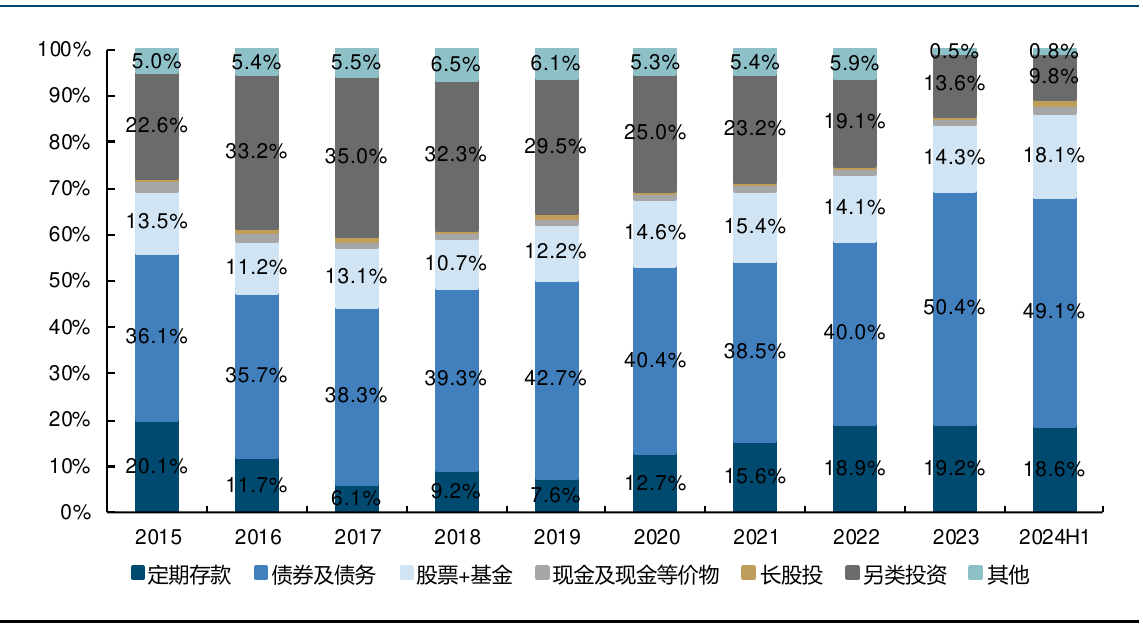 100% 5.0% 5.4% 5.5% 6.5% 6.1% 5.3% 5.4% 5.9% 0.5% 0.8%
90% 13.6% 9.8%
80% 22.6% 33.2% 35.0% 32.3% 29.5% 25.0% 23.2% 19.1%
70% 14.3% 18.1%
60% 13.5% 14.6% 15.4% 14.1%
50% 11.2% 13.1% 10.7% 12.2% 50.4% 49.1%
40% 36.1% 40.4% 38.5% 40.0%
30% 35.7% 38.3% 39.3% 42.7%
20%
10% 20.1% 11.7% 6.1% 9.2% 7.6% 12.7% 15.6% 18.9% 19.2% 18.6%
0%
2015 2016 2017 2018 2019 2020 2021 2022 2023 2024H1
定期存款 债券及债务 股票+基金 现金及现金等价物 长股投 另类投资 其他